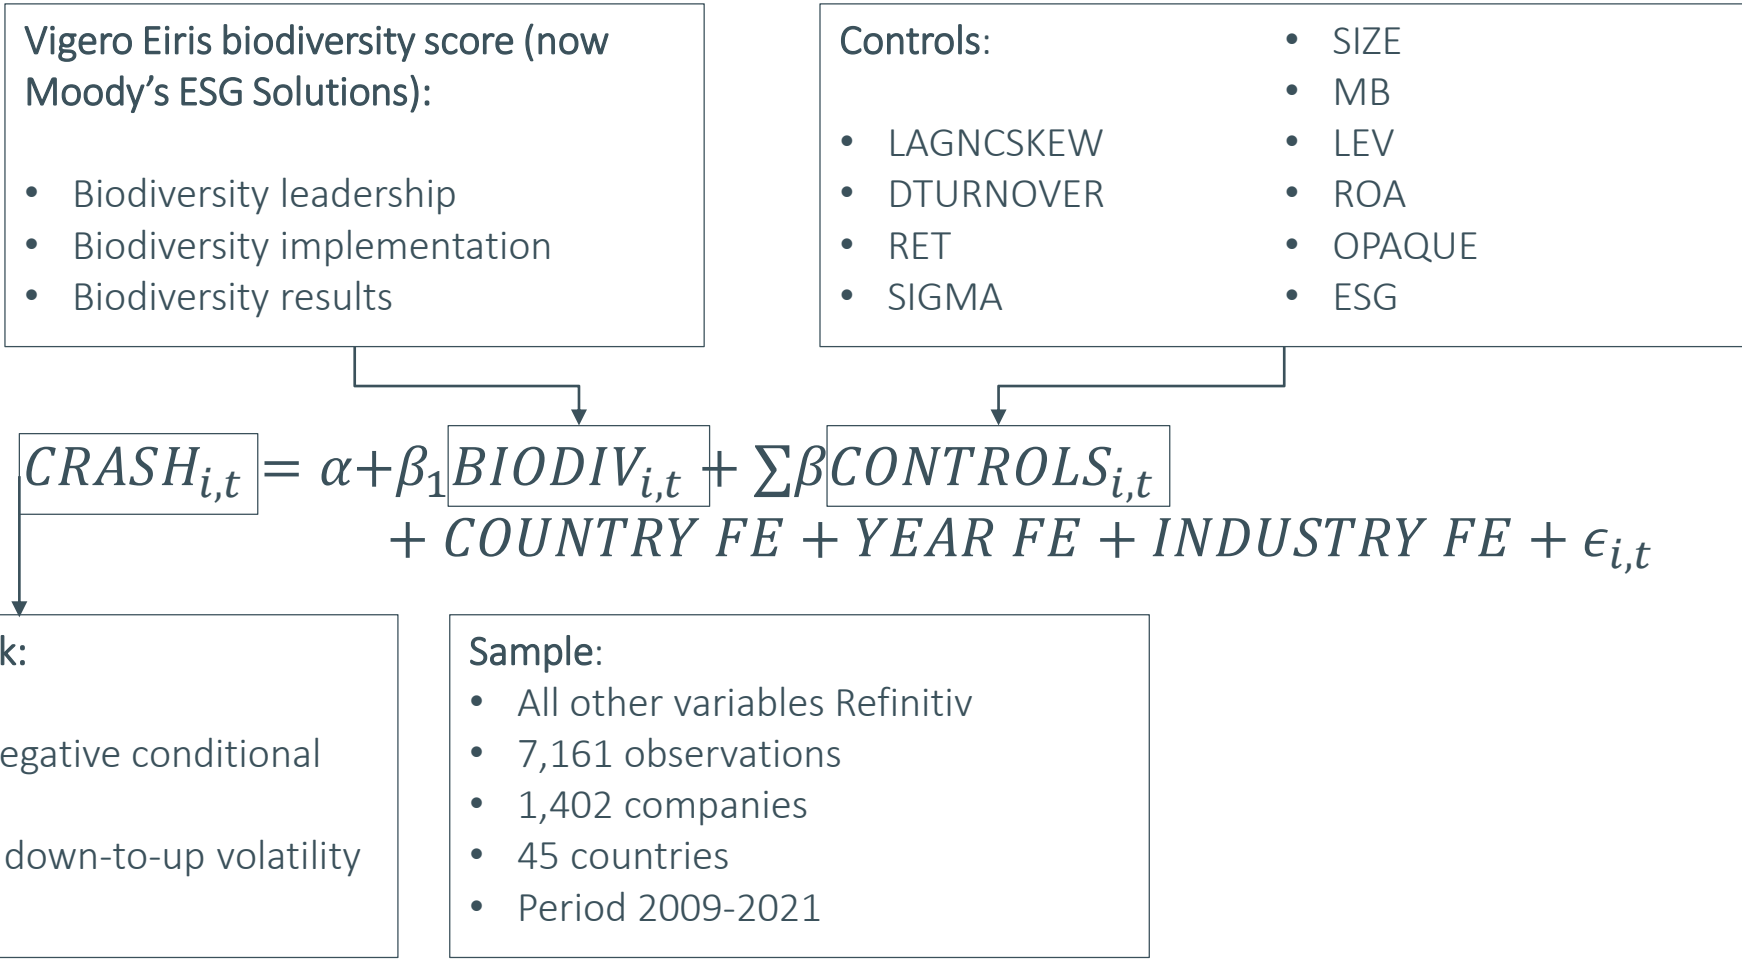 Vigero Eiris biodiversity score (now
Moody's ESG Solutions):
• Biodiversity leadership
• Biodiversity implementation
• Biodiversity results
Controls:
• LAGNCSKEW
• DTURNOVER
• RET
• SIGMA
• SIZE
• MB
• LEV
• ROA
• OPAQUE
• ESG
CRASH_{i,t} = α+β_1 BIODIV_{i,t} + ∑β CONTROLS_{i,t}
+ COUNTRY FE + YEAR FE + INDUSTRY FE + ϵ_{i,t}
k:
egative conditional
down-to-up volatility
Sample:
• All other variables Refinitiv
• 7,161 observations
• 1,402 companies
• 45 countries
• Period 2009-2021